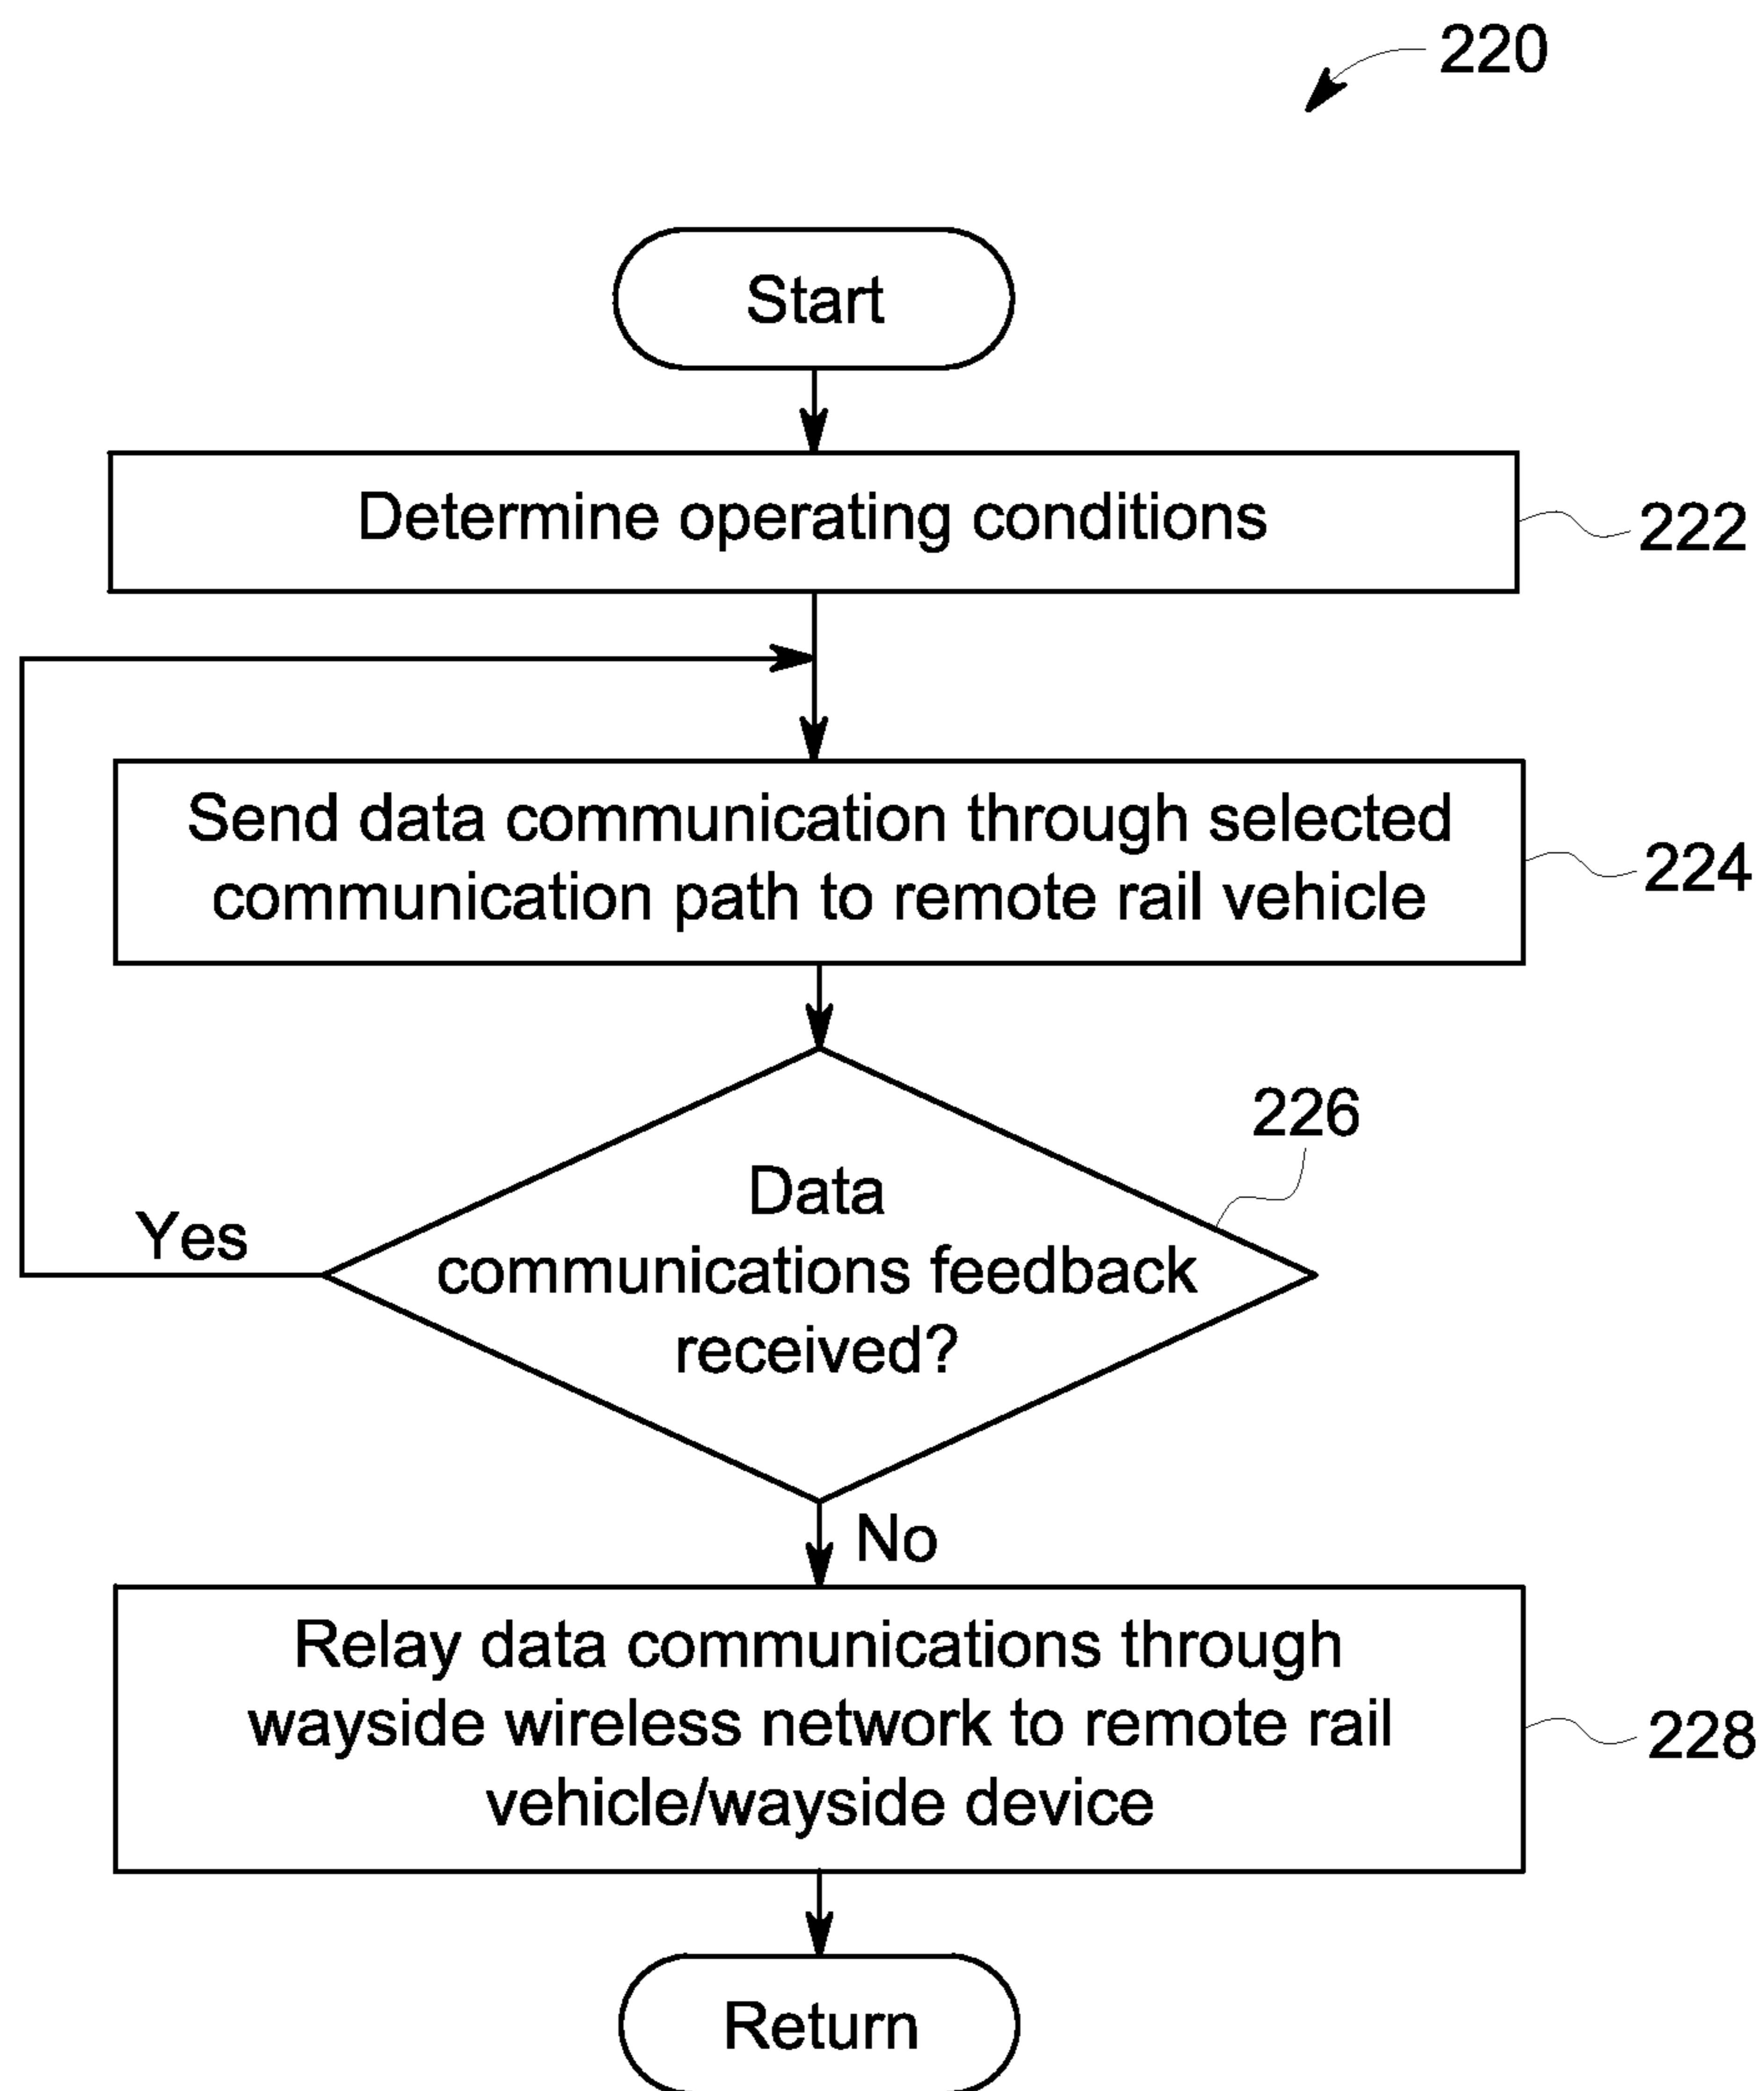 220
Start
Determine operating conditions
222
Send data communication through selected
communication path to remote rail vehicle
224
226
Data
communications feedback
received?
Yes
No
Relay data communications through
wayside wireless network to remote rail
vehicle/wayside device
228
Return